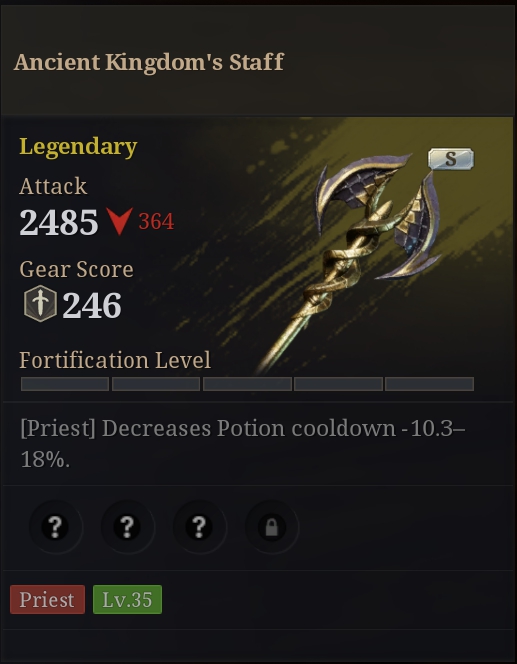 Ancient Kingdom's Staff
Legendary
S
Attack
2485 364
Gear Score
246
Fortification Level
[Priest] Decreases Potion cooldown -10.3–
18%.
? ? ?
Priest Lv.35